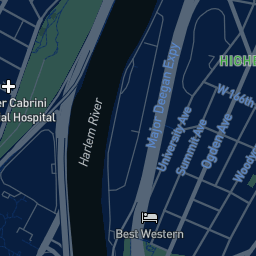 HIGH
W 166th
er Cabrini
al Hospital
Harlem River
Major Deegan Expy
University Ave
Summit Ave
Ogden Ave
Woody
Best Western